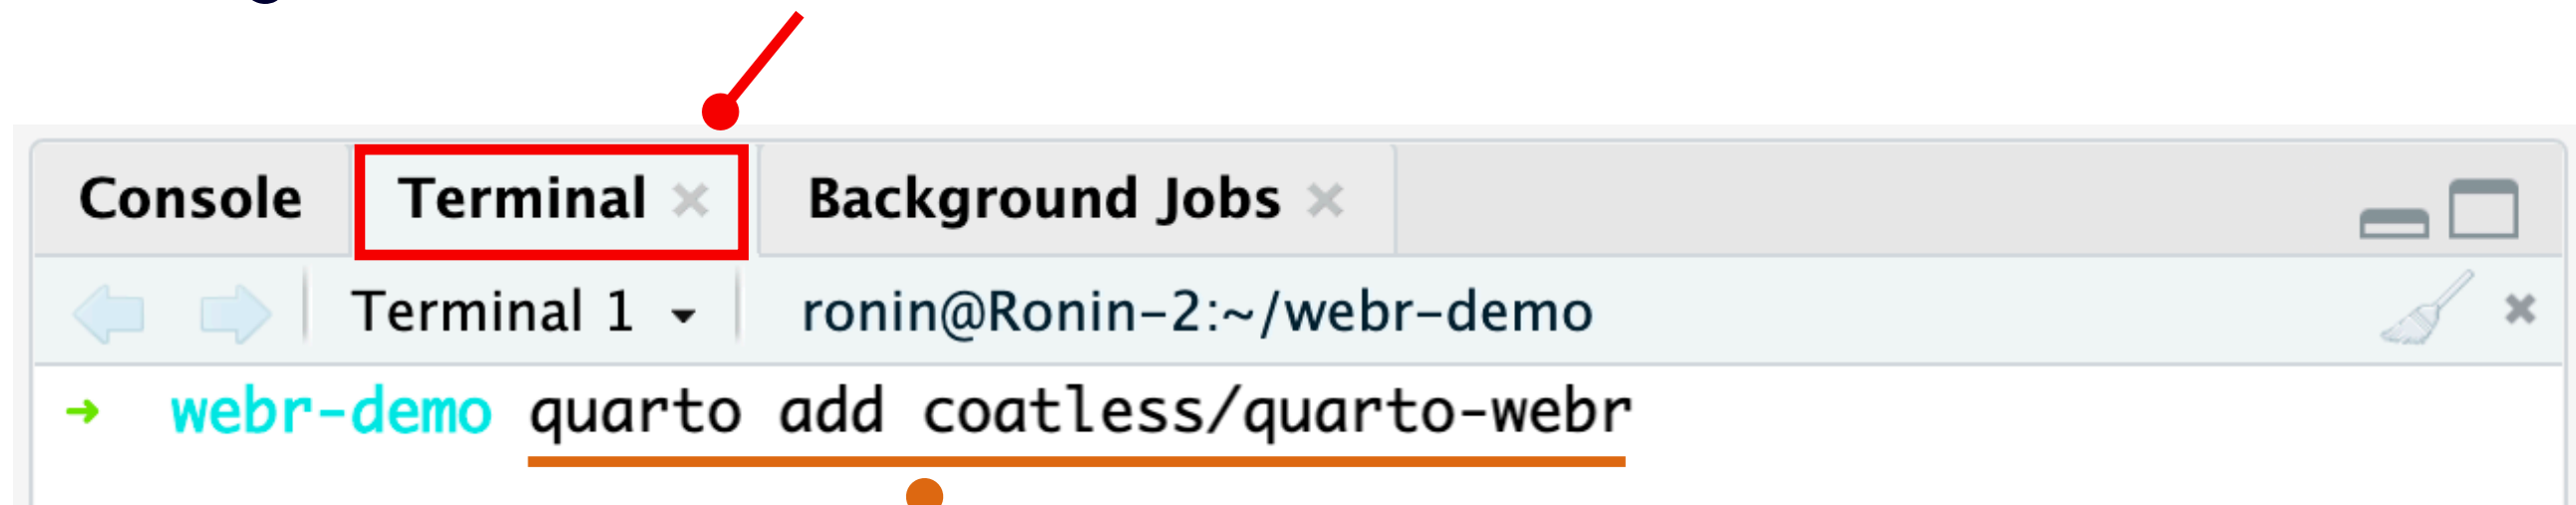 Console Terminal Background Jobs
Terminal 1 ronin@Ronin-2:~/webr-demo
→ webr-demo quarto add coatless/quarto-webr